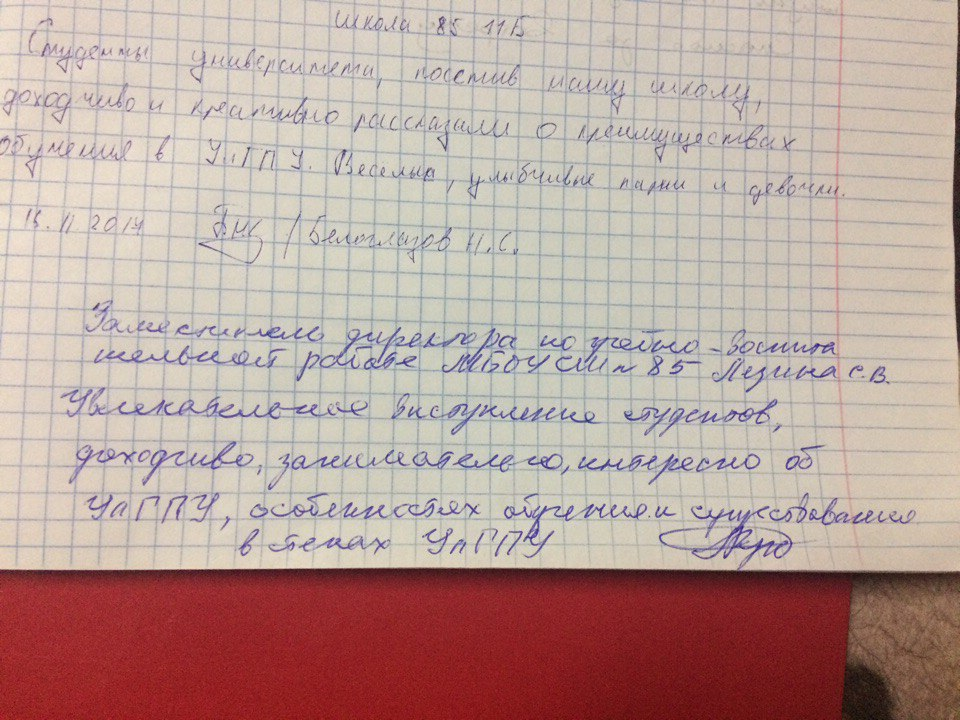 школа 85 11Б
Студенты университета, посетив нашу школу,
доходчиво и креативно рассказали о преимуществах
обучения в УлГПУ. Веселые, улыбчивые парни и девочки.
11 2017 / Белоглазов Н.С.
Заместитель директора по учебно-воспита
тельной работе МБОУ СШ № 85 Лезина С.В.
Увлекательное выступление студентов,
доходчиво, занимательно, интересно об
УлГПУ, особенностях обучения и существования
в стенах УлГПУ